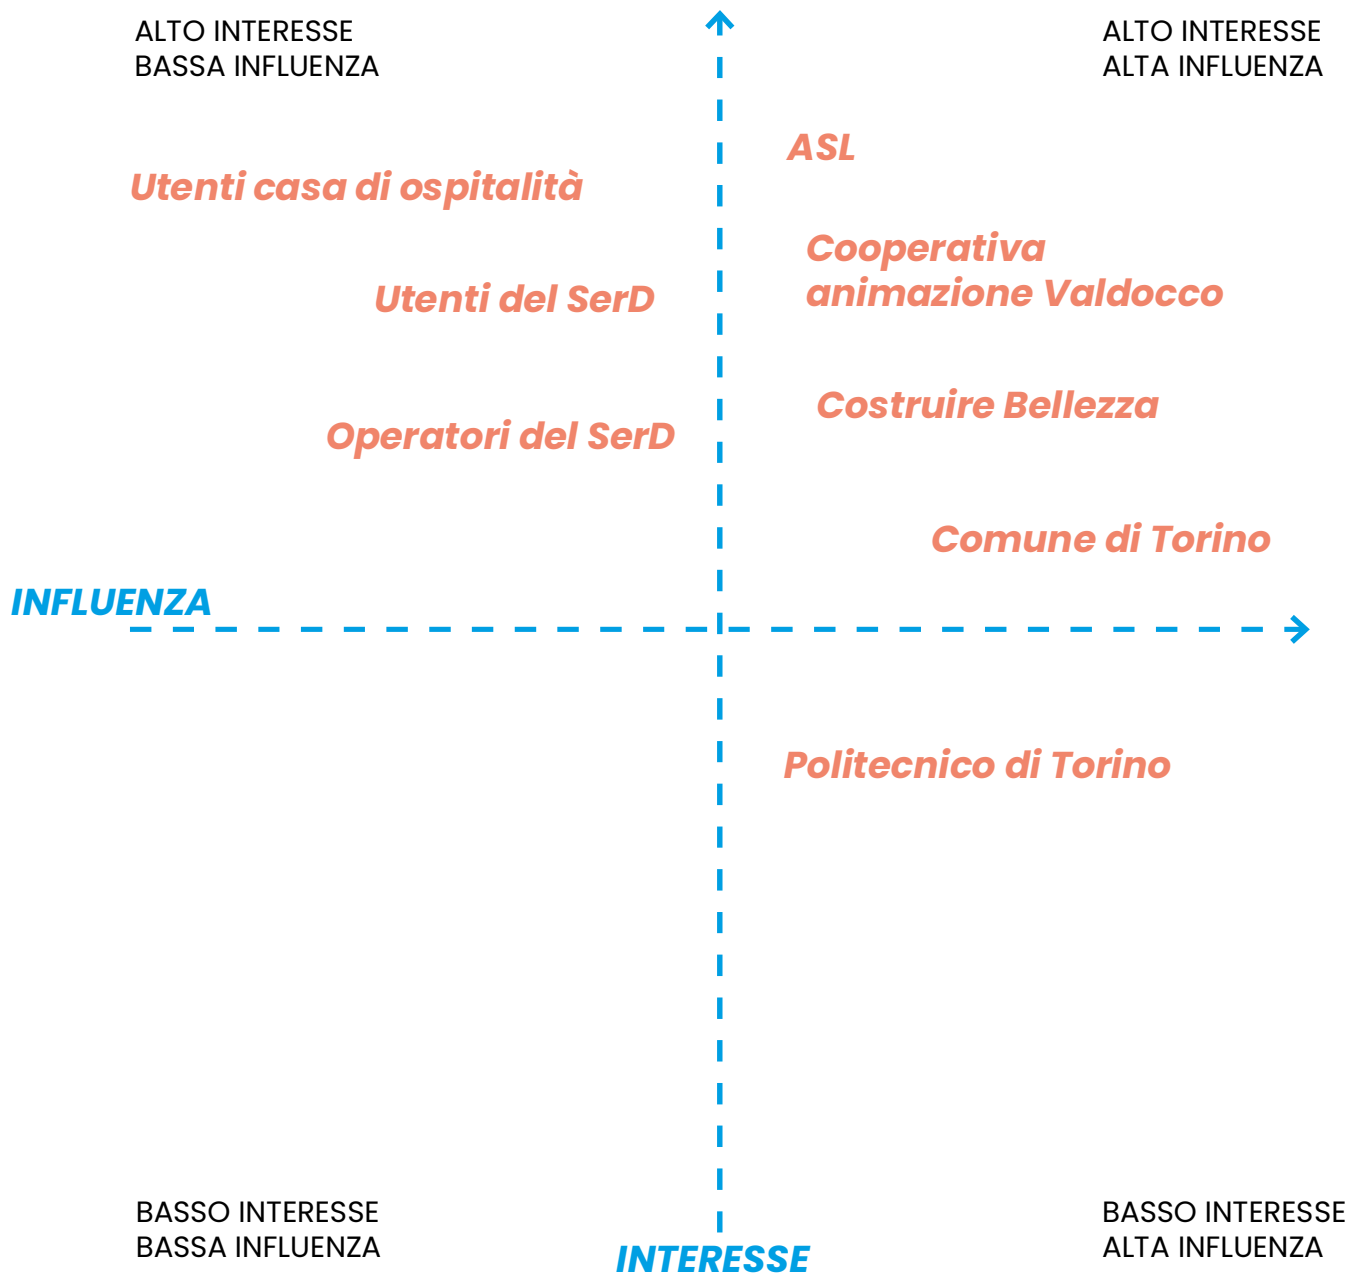 ALTO INTERESSE
BASSA INFLUENZA
ALTO INTERESSE
ALTA INFLUENZA
ASL
Utenti casa di ospitalità
Cooperativa
animazione Valdocco
Utenti del SerD
Costruire Bellezza
Operatori del SerD
Comune di Torino
INFLUENZA
Politecnico di Torino
BASSO INTERESSE
BASSA INFLUENZA
INTERESSE
BASSO INTERESSE
ALTA INFLUENZA